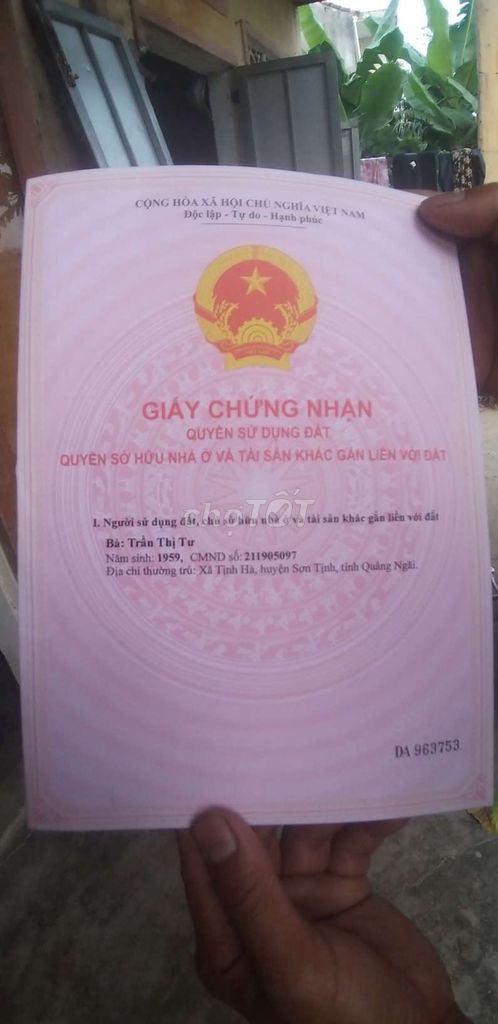 CỘNG HÒA XÃ HỘI CHỦ NGHĨA VIỆT NAM
Độc lập - Tự do - Hạnh phúc
GIẤY CHỨNG NHẬN
QUYỀN SỬ DỤNG ĐẤT
QUYỀN SỞ HỮU NHÀ Ở VÀ TÀI SẢN KHÁC GẮN LIỀN VỚI ĐẤT
chợTỐT
I. Người sử dụng đất, chủ sở hữu nhà ở và tài sản khác gắn liền với đất
Bà: Trần Thị Tư
Năm sinh: 1959, CMND số: 211905097
Địa chỉ thường trú: Xã Tịnh Hà, huyện Sơn Tịnh, tỉnh Quảng Ngãi.
DA 963753